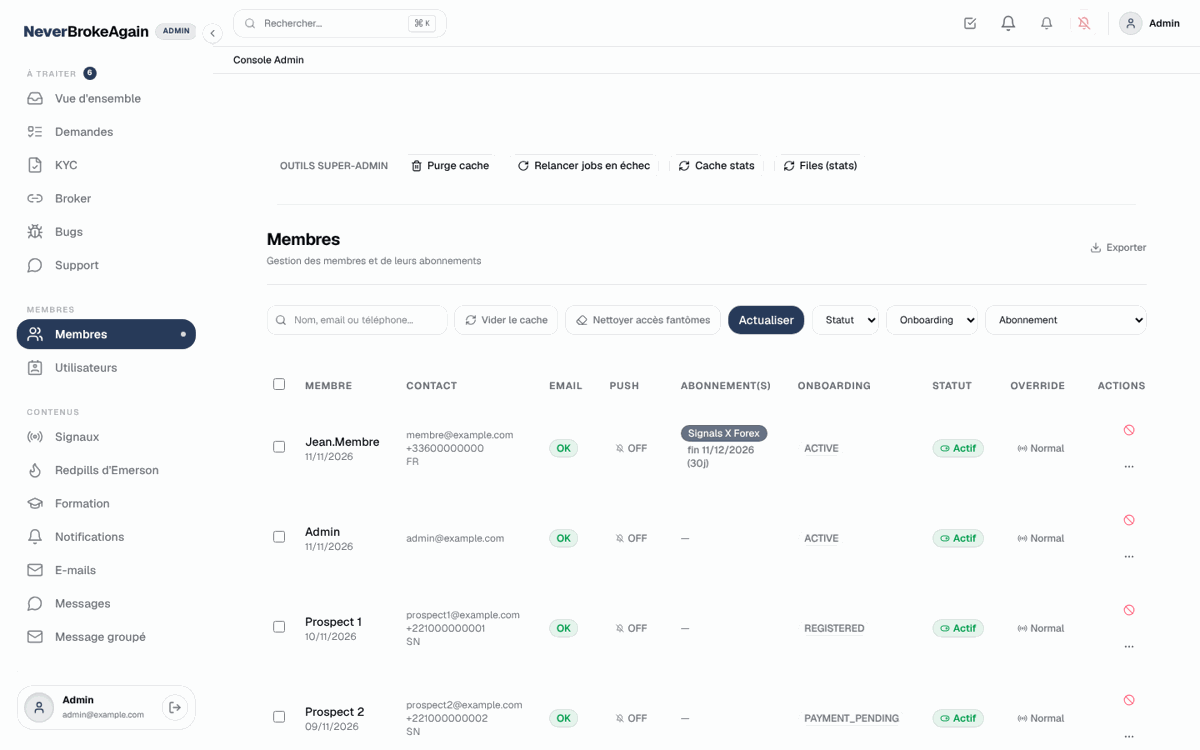 NeverBrokeAgain ADMIN
Rechercher... ⌘ K
Admin
Console Admin
À TRAITER 6
Vue d'ensemble
Demandes
KYC
Broker
Bugs
Support
MEMBRES
Membres
Utilisateurs
CONTENUS
Signaux
Redpills d'Emerson
Formation
Notifications
E-mails
Messages
Message groupé
Admin
admin@example.com
OUTILS SUPER-ADMIN Purge cache Relancer jobs en échec Cache stats Files (stats)
Membres
Gestion des membres et de leurs abonnements
Exporter
Nom, email ou téléphone... Vider le cache Nettoyer accès fantômes Actualiser Statut Onboarding Abonnement
MEMBRE CONTACT EMAIL PUSH ABONNEMENT(S) ONBOARDING STATUT OVERRIDE ACTIONS
Jean.Membre
11/11/2026
membre@example.com
+33600000000
FR
OK
OFF
Signals X Forex
fin 11/12/2026
(30j)
ACTIVE
Actif
Normal
...
Admin
11/11/2026
admin@example.com
OK
OFF
—
ACTIVE
Actif
Normal
...
Prospect 1
10/11/2026
prospect1@example.com
+221000000001
SN
OK
OFF
—
REGISTERED
Actif
Normal
...
Prospect 2
09/11/2026
prospect2@example.com
+221000000002
SN
OK
OFF
—
PAYMENT_PENDING
Actif
Normal
...